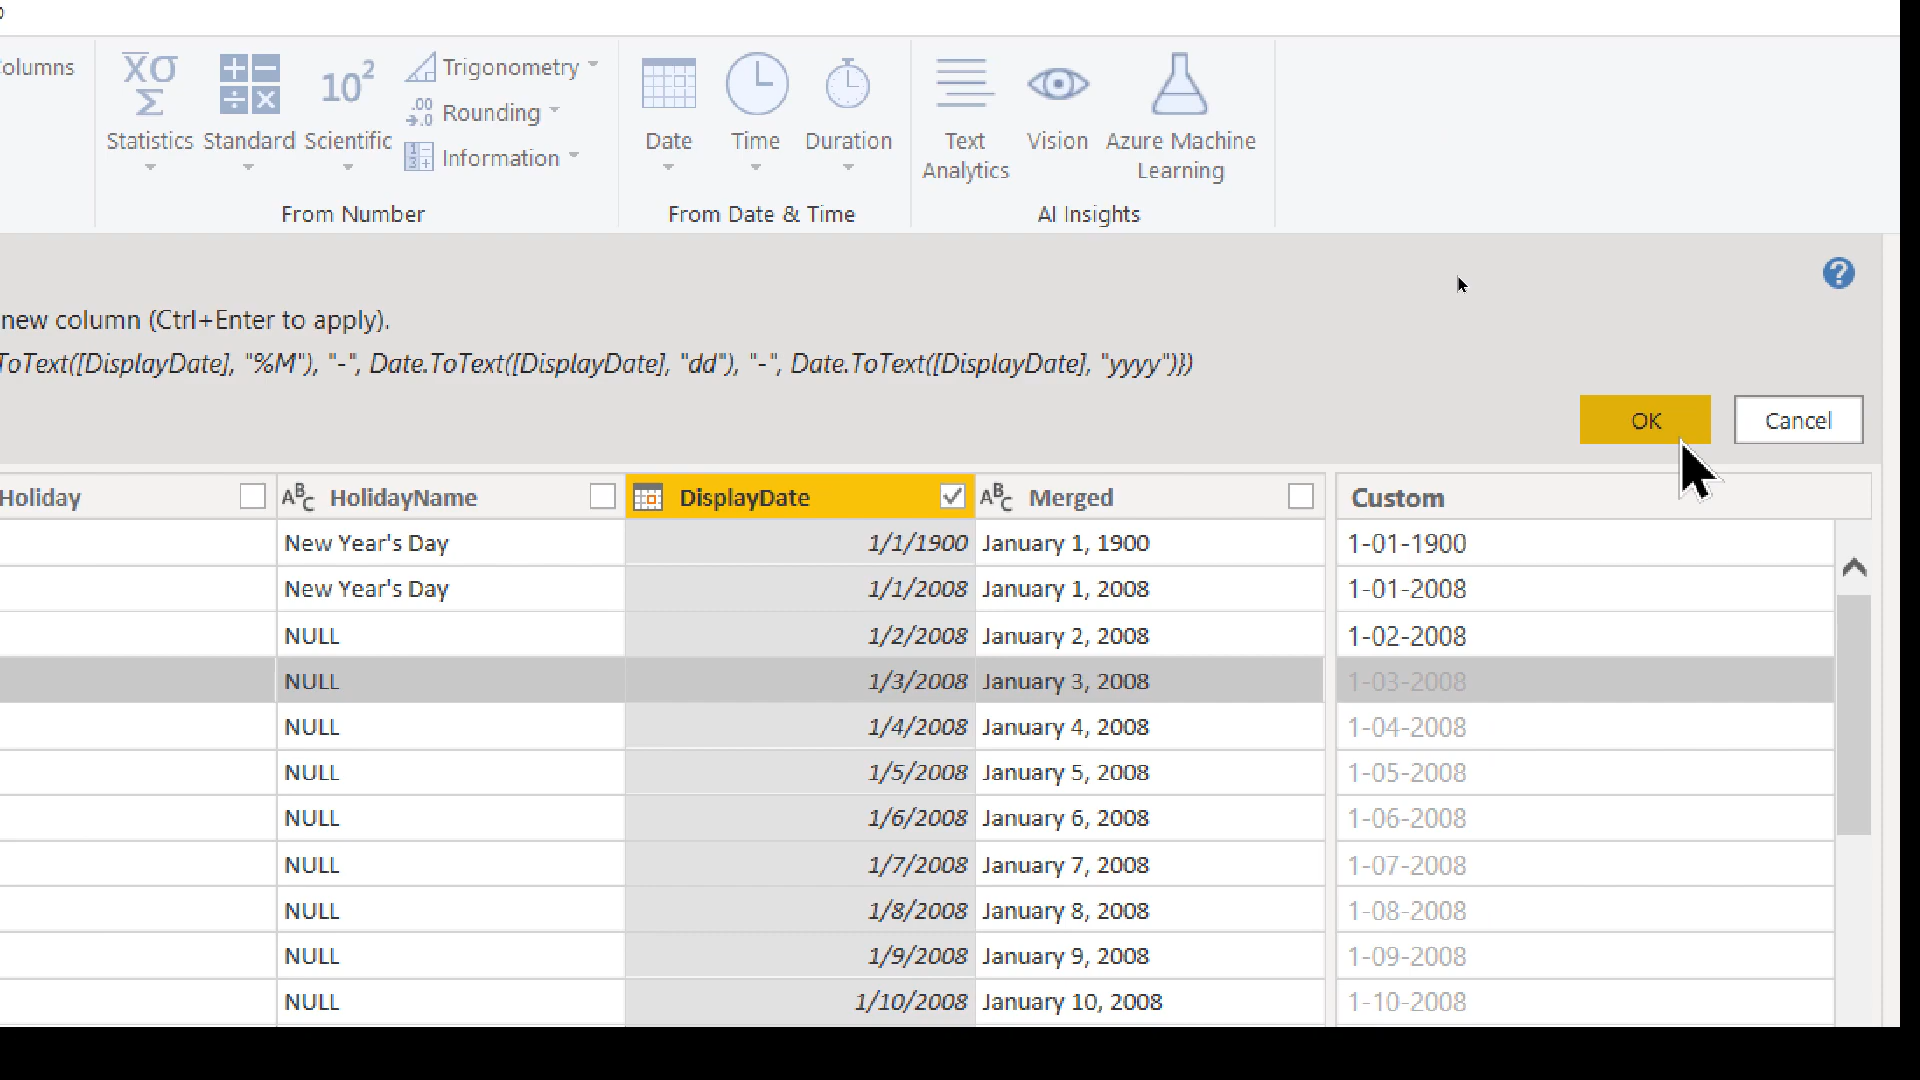 olumns
Statistics
Standard
Scientific
Trigonometry
Rounding
Information
From Number
Date
Time
Duration
From Date & Time
Text Analytics
Vision
Azure Machine Learning
AI Insights
new column (Ctrl+Enter to apply).
ToText([DisplayDate], "%M"), "-", Date.ToText([DisplayDate], "dd"), "-", Date.ToText([DisplayDate], "yyyy")})
OK Cancel
Holiday HolidayName DisplayDate Merged Custom
New Year's Day 1/1/1900 January 1, 1900 1-01-1900
New Year's Day 1/1/2008 January 1, 2008 1-01-2008
NULL 1/2/2008 January 2, 2008 1-02-2008
NULL 1/3/2008 January 3, 2008 1-03-2008
NULL 1/4/2008 January 4, 2008 1-04-2008
NULL 1/5/2008 January 5, 2008 1-05-2008
NULL 1/6/2008 January 6, 2008 1-06-2008
NULL 1/7/2008 January 7, 2008 1-07-2008
NULL 1/8/2008 January 8, 2008 1-08-2008
NULL 1/9/2008 January 9, 2008 1-09-2008
NULL 1/10/2008 January 10, 2008 1-10-2008